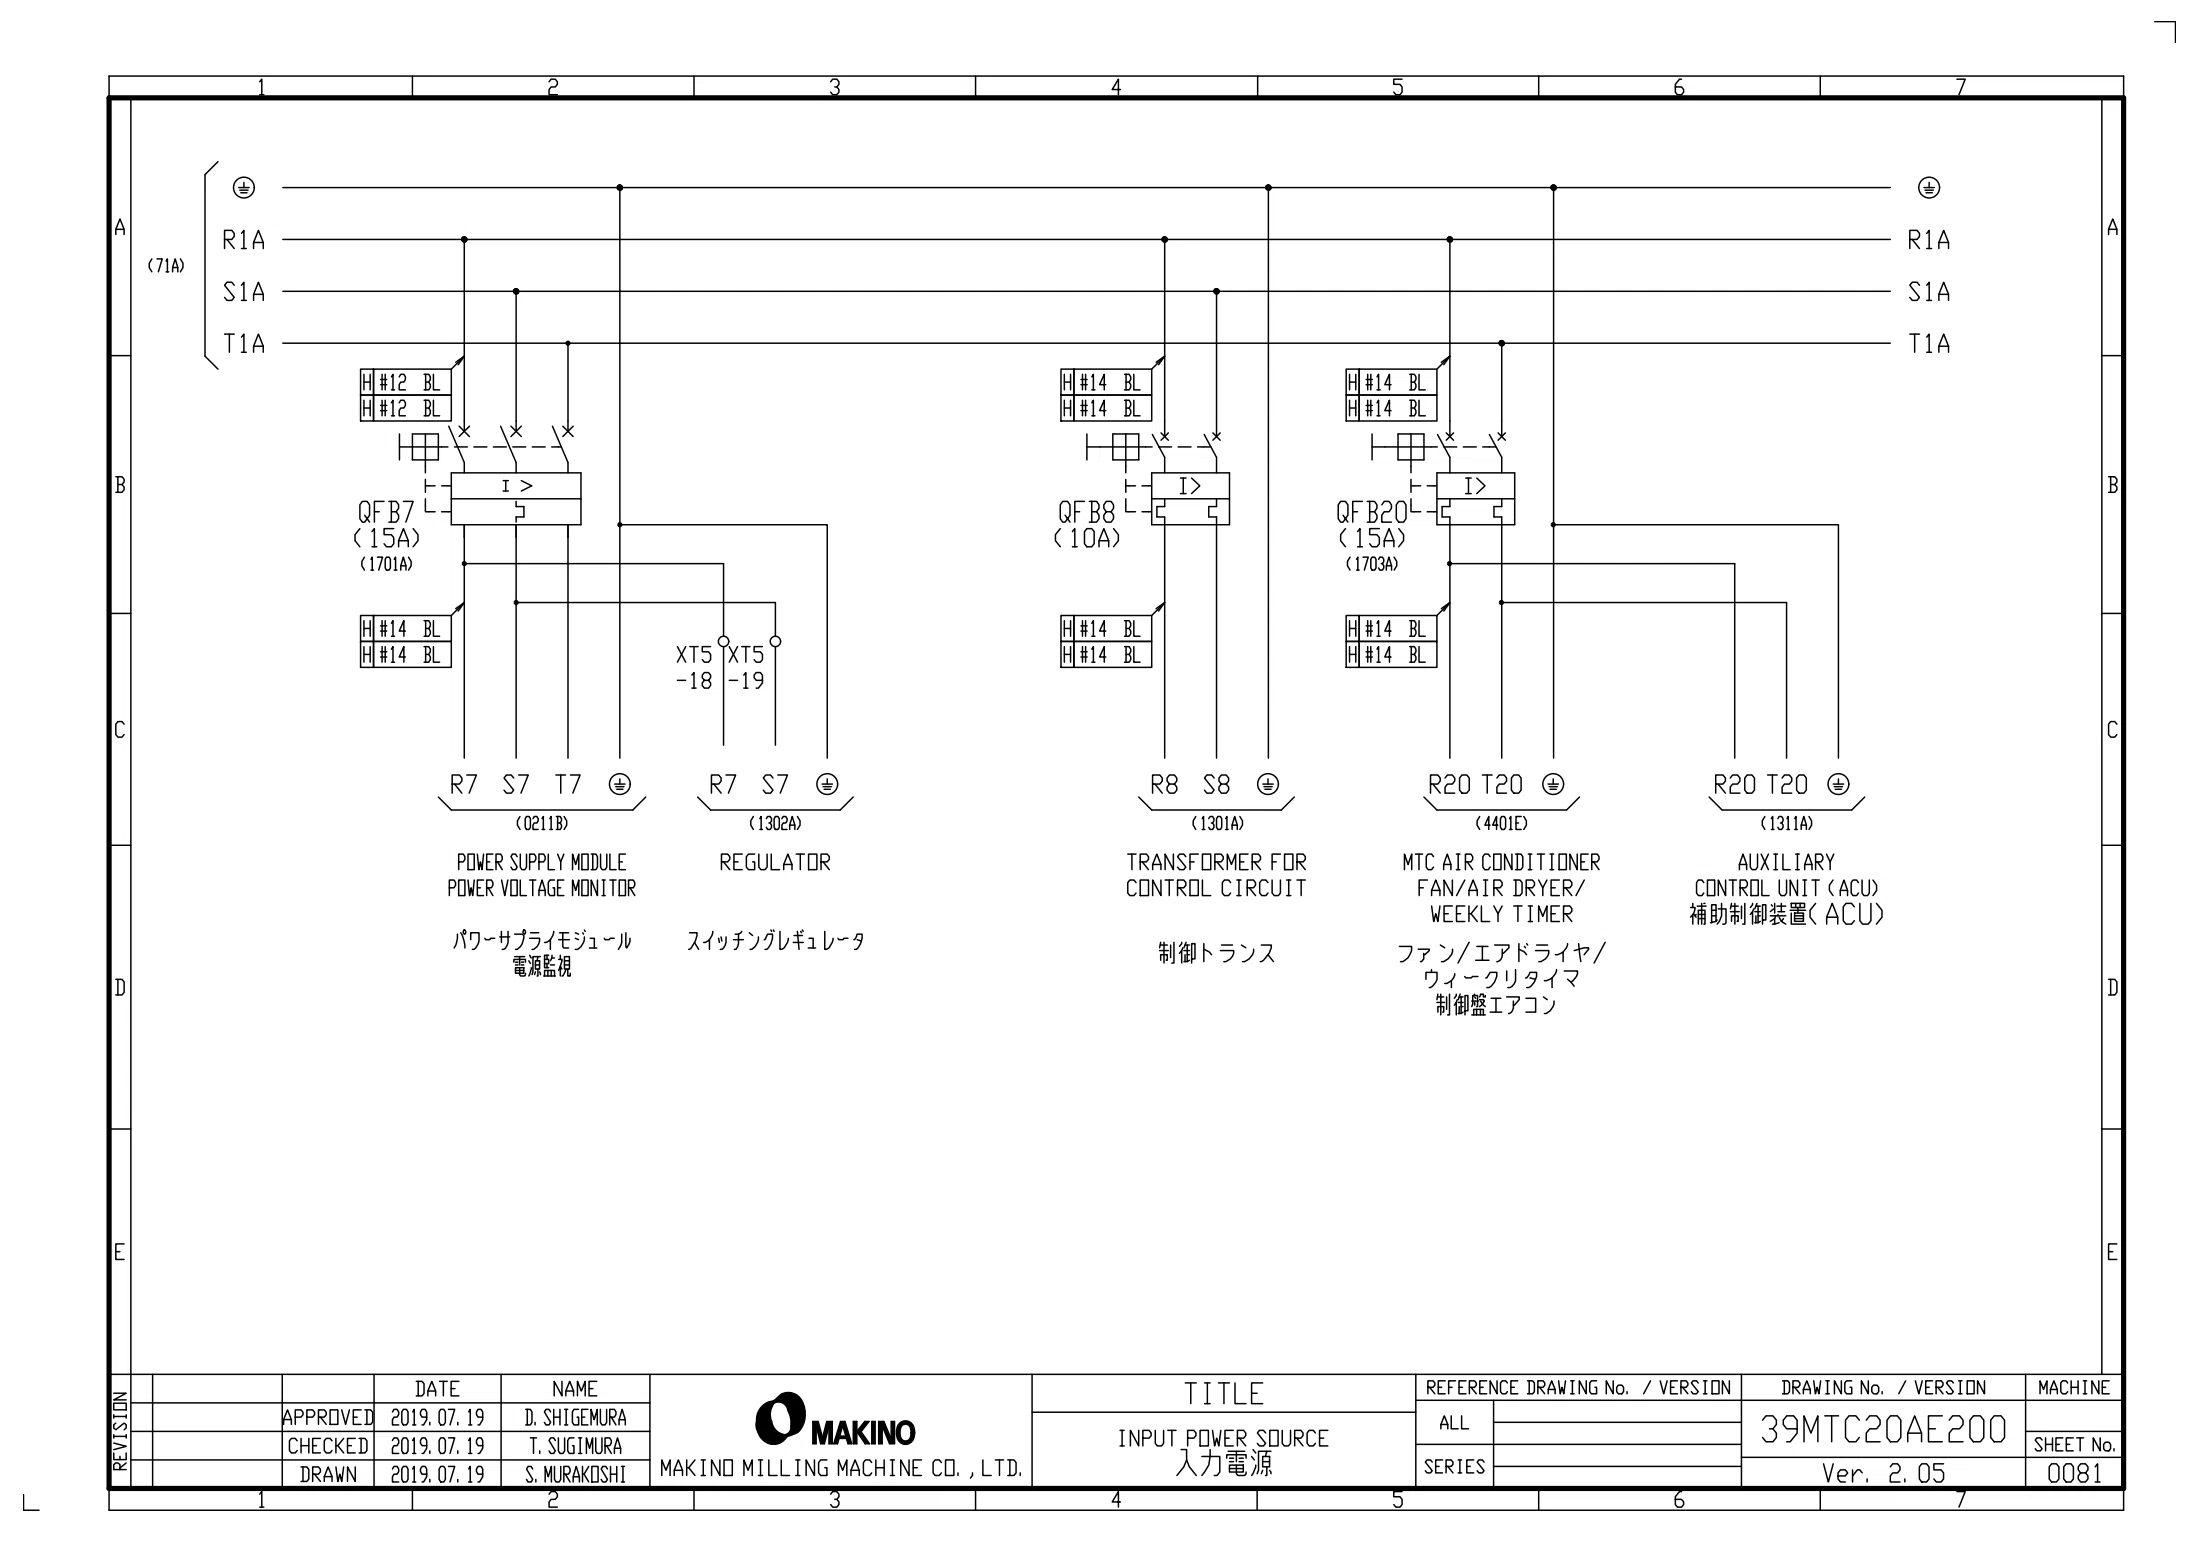 1 2 3 4 5 6 7
A A
R1A R1A
(71A)
S1A S1A
T1A T1A
H #12 BL
H #12 BL
H #14 BL
H #14 BL
H #14 BL
H #14 BL
B B
I > I> I>
QFB7
(15A)
(1701A)
QFB8
(10A)
QFB20
(15A)
(1703A)
H #14 BL
H #14 BL
H #14 BL
H #14 BL
H #14 BL
H #14 BL
XT5 XT5
-18 -19
C C
R7 S7 T7
(0211B)
POWER SUPPLY MODULE
POWER VOLTAGE MONITOR
パワーサプライモジュール
電源監視
R7 S7
(1302A)
REGULATOR
スイッチングレギュレータ
R8 S8
(1301A)
TRANSFORMER FOR
CONTROL CIRCUIT
制御トランス
R20 T20
(4401E)
MTC AIR CONDITIONER
FAN/AIR DRYER/
WEEKLY TIMER
ファン/エアドライヤ/
ウィークリタイマ
制御盤エアコン
R20 T20
(1311A)
AUXILIARY
CONTROL UNIT(ACU)
補助制御装置(ACU)
D D
E E
REVISION
DATE NAME
APPROVED 2019.07.19 D. SHIGEMURA
CHECKED 2019.07.19 T. SUGIMURA
DRAWN 2019.07.19 S. MURAKOSHI
MAKINO
MAKINO MILLING MACHINE CO.,LTD.
TITLE
INPUT POWER SOURCE
入力電源
REFERENCE DRAWING No. / VERSION
ALL
SERIES
DRAWING No. / VERSION
39MTC20AE200
Ver. 2.05
MACHINE
SHEET No.
0081
1 2 3 4 5 6 7